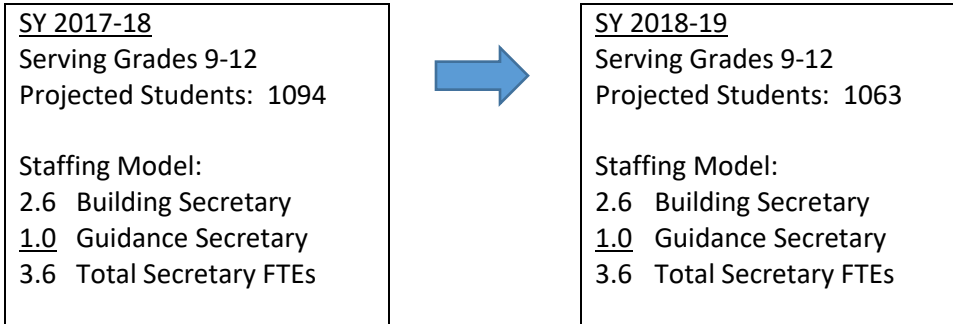 SY 2017-18
Serving Grades 9-12
Projected Students: 1094
Staffing Model:
2.6 Building Secretary
1.0 Guidance Secretary
3.6 Total Secretary FTEs
SY 2018-19
Serving Grades 9-12
Projected Students: 1063
Staffing Model:
2.6 Building Secretary
1.0 Guidance Secretary
3.6 Total Secretary FTEs